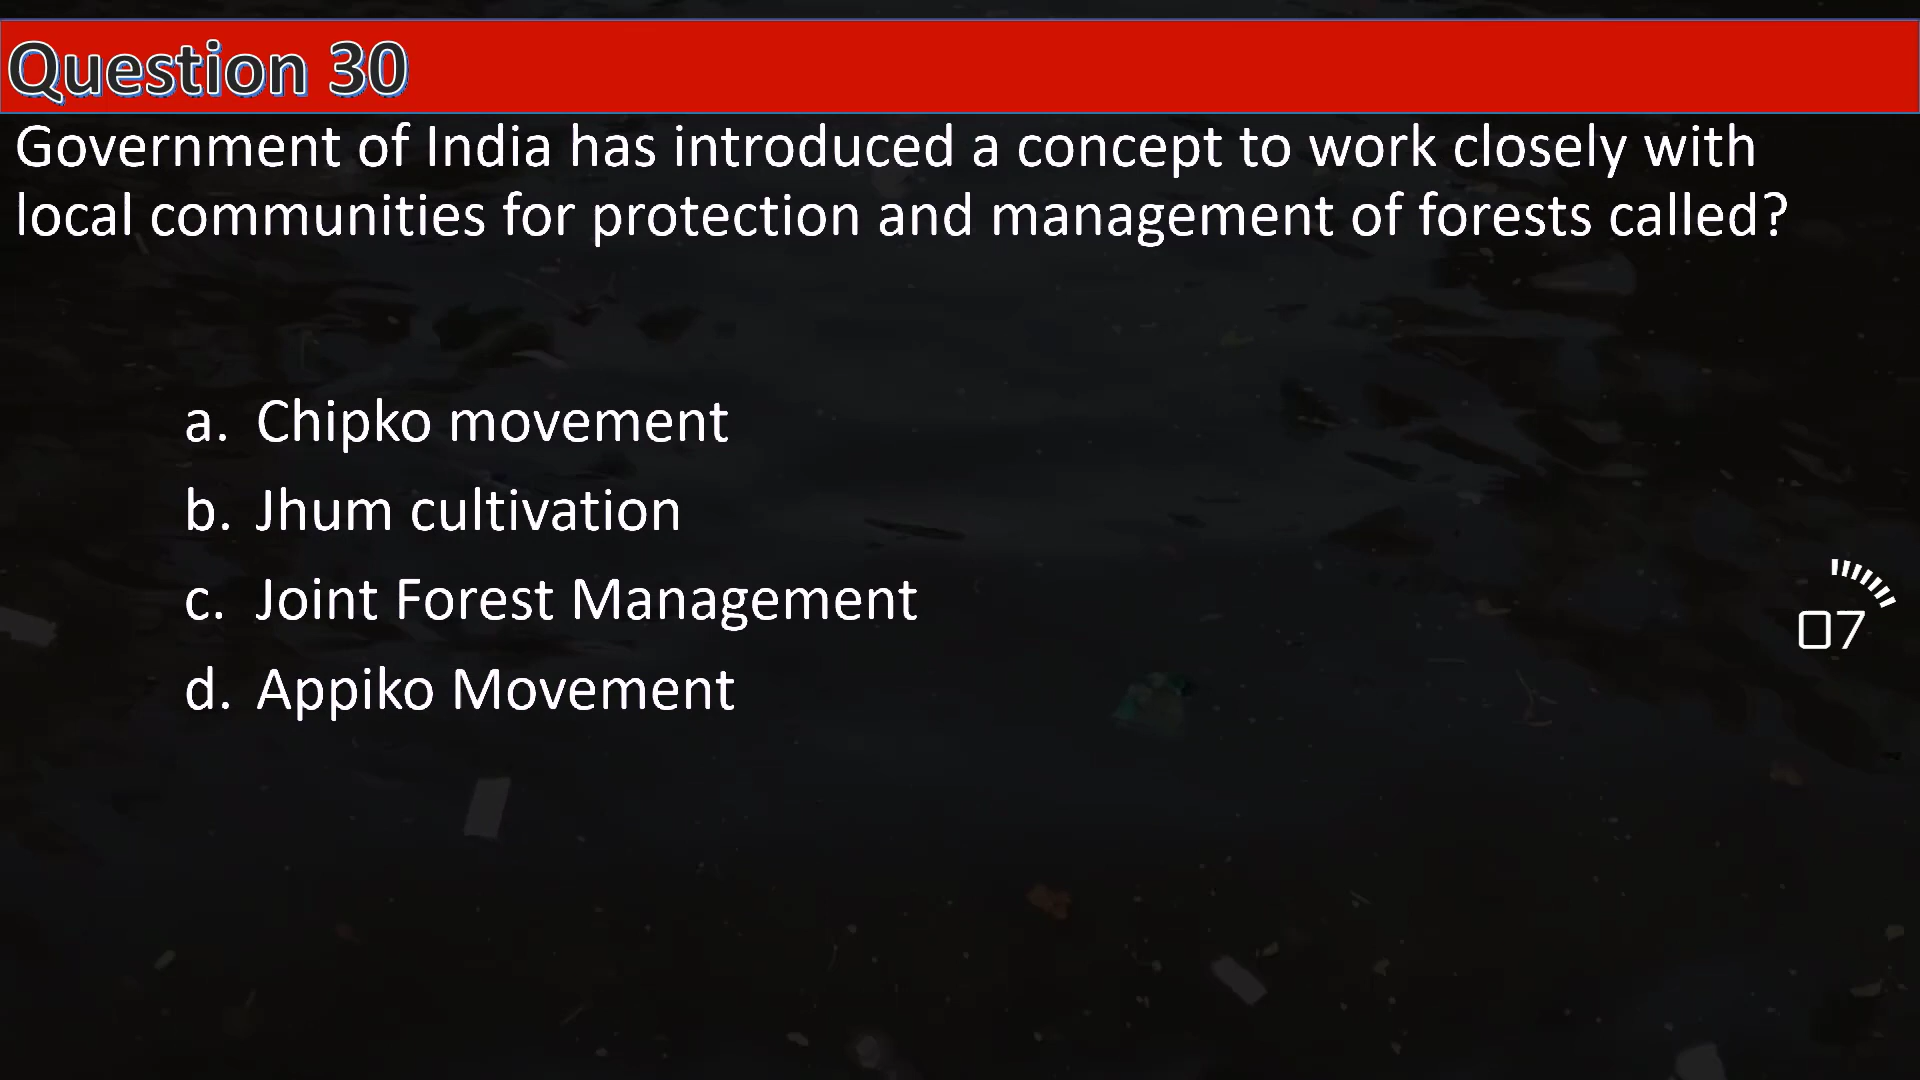 Question 30
Government of India has introduced a concept to work closely with
local communities for protection and management of forests called?
a. Chipko movement
b. Jhum cultivation
c. Joint Forest Management
07
d. Appiko Movement